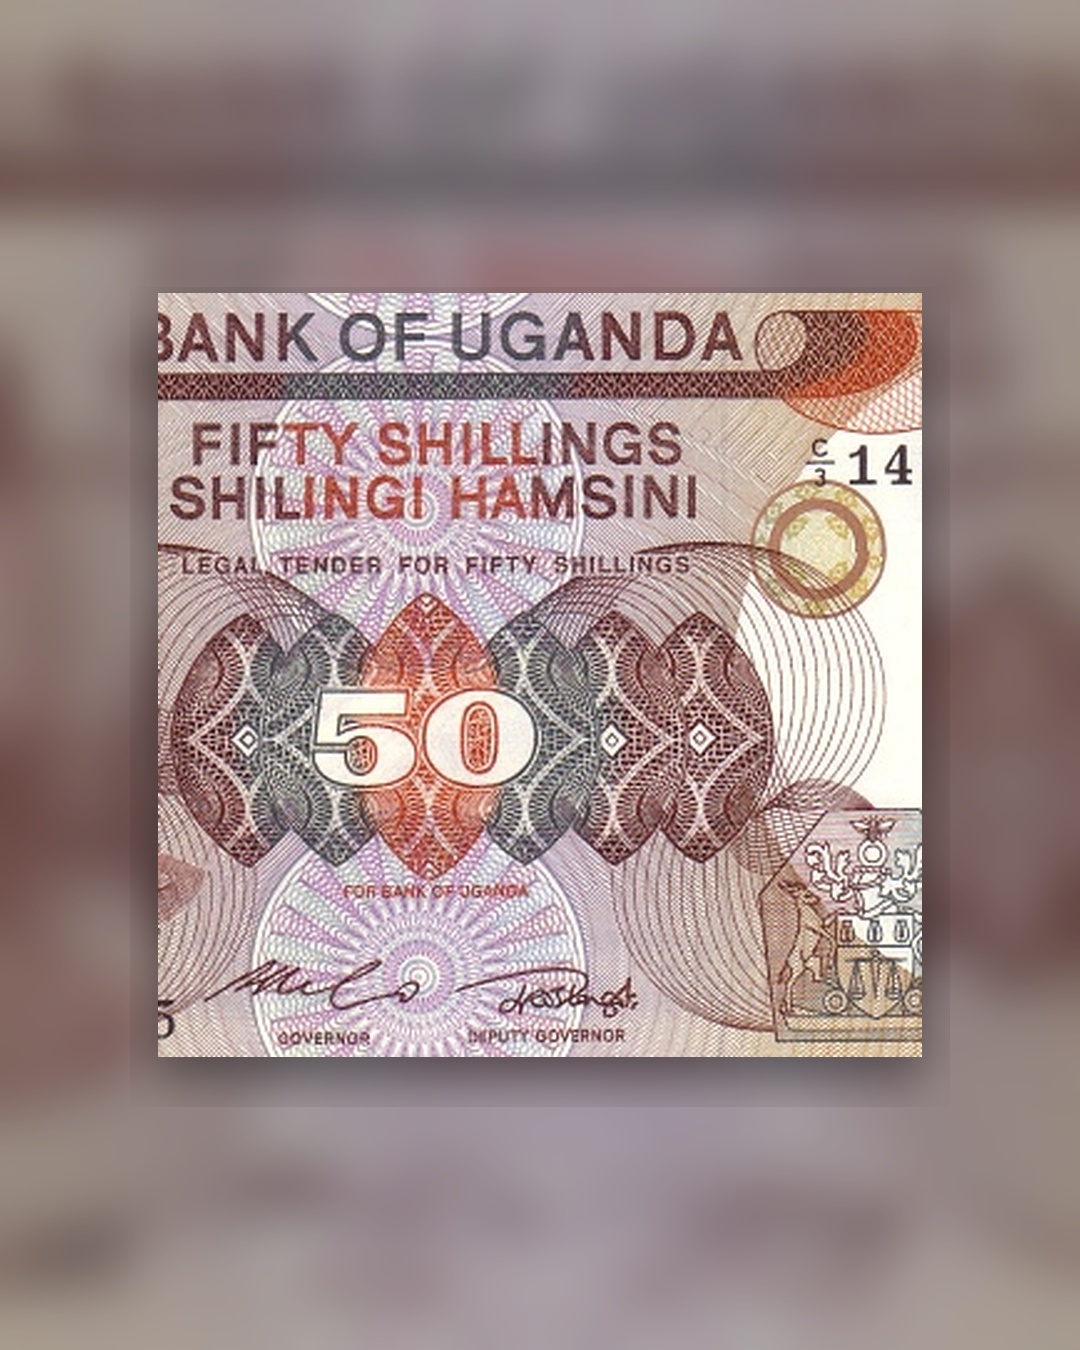 BANK OF UGANDA
FIFTY SHILLINGS
SHILINGI HAMSINI
C/3 14
LEGAL TENDER FOR FIFTY SHILLINGS
50
FOR BANK OF UGANDA
5
GOVERNOR DEPUTY GOVERNOR